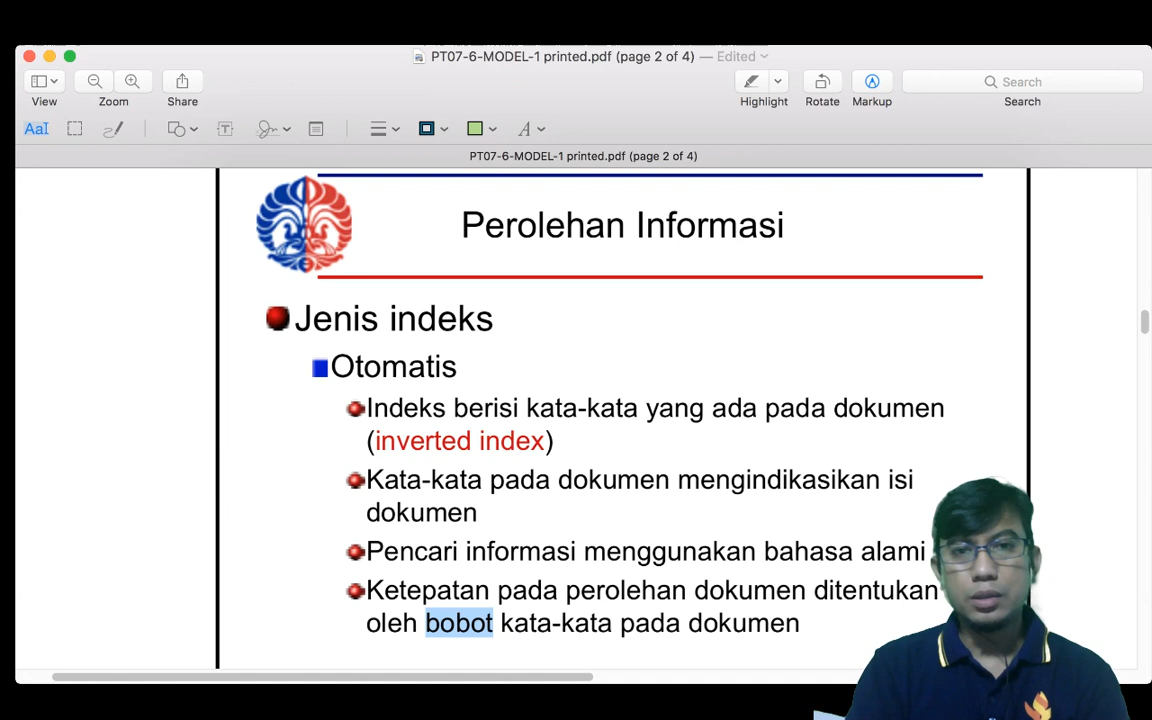 PT07-6-MODEL-1 printed.pdf (page 2 of 4) — Edited
View
Zoom
Share
Highlight
Rotate
Markup
Search
Search
AaI
T
A
PT07-6-MODEL-1 printed.pdf (page 2 of 4)
Perolehan Informasi
Jenis indeks
Otomatis
Indeks berisi kata-kata yang ada pada dokumen
(inverted index)
Kata-kata pada dokumen mengindikasikan isi
dokumen
Pencari informasi menggunakan bahasa alami
Ketepatan pada perolehan dokumen ditentukan
oleh bobot kata-kata pada dokumen